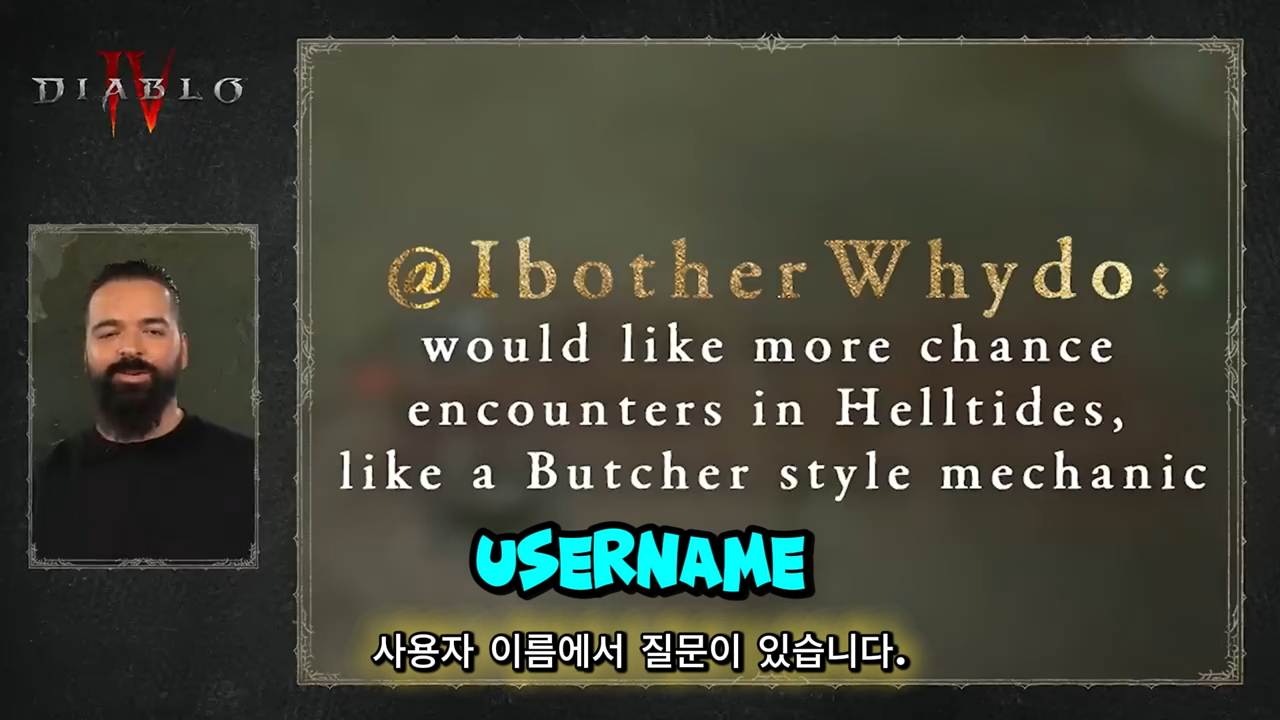 DIABLO IV
@IbotherWhydo:
would like more chance
encounters in Helltides,
like a Butcher style mechanic
USERNAME
사용자 이름에서 질문이 있습니다.